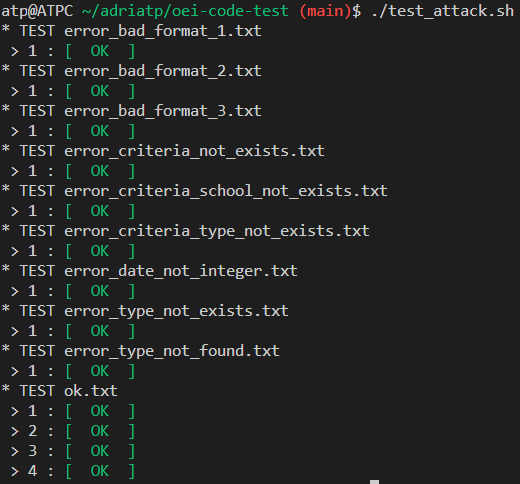 atp@ATPC ~/adriatp/oei-code-test (main)$ ./test_attack.sh
* TEST error_bad_format_1.txt
 > 1 : [  OK  ]
* TEST error_bad_format_2.txt
 > 1 : [  OK  ]
* TEST error_bad_format_3.txt
 > 1 : [  OK  ]
* TEST error_criteria_not_exists.txt
 > 1 : [  OK  ]
* TEST error_criteria_school_not_exists.txt
 > 1 : [  OK  ]
* TEST error_criteria_type_not_exists.txt
 > 1 : [  OK  ]
* TEST error_date_not_integer.txt
 > 1 : [  OK  ]
* TEST error_type_not_exists.txt
 > 1 : [  OK  ]
* TEST error_type_not_found.txt
 > 1 : [  OK  ]
* TEST ok.txt
 > 1 : [  OK  ]
 > 2 : [  OK  ]
 > 3 : [  OK  ]
 > 4 : [  OK  ]